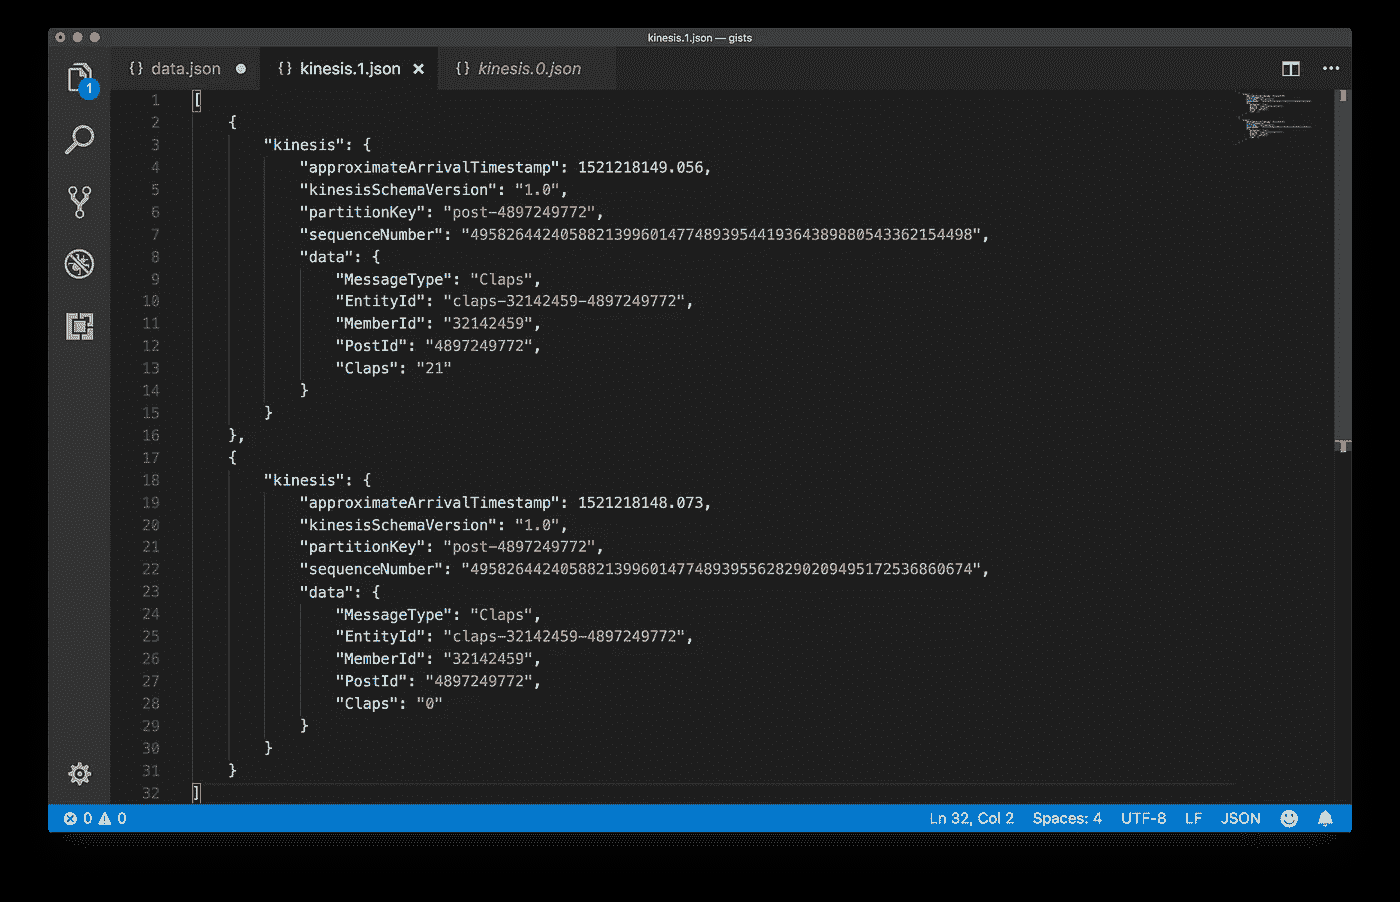 kinesis.1.json — gists
{} data.json ● {} kinesis.1.json × {} kinesis.0.json
1
1 [
2 {
3 "kinesis": {
4 "approximateArrivalTimestamp": 1521218149.056,
5 "kinesisSchemaVersion": "1.0",
6 "partitionKey": "post-4897249772",
7 "sequenceNumber": "49582644240588213996014774893954419364389880543362154498",
8 "data": {
9 "MessageType": "Claps",
10 "EntityId": "claps-32142459-4897249772",
11 "MemberId": "32142459",
12 "PostId": "4897249772",
13 "Claps": "21"
14 }
15 }
16 },
17 {
18 "kinesis": {
19 "approximateArrivalTimestamp": 1521218148.073,
20 "kinesisSchemaVersion": "1.0",
21 "partitionKey": "post-4897249772",
22 "sequenceNumber": "49582644240588213996014774893955628290209495172536860674",
23 "data": {
24 "MessageType": "Claps",
25 "EntityId": "claps-32142459-4897249772",
26 "MemberId": "32142459",
27 "PostId": "4897249772",
28 "Claps": "0"
29 }
30 }
31 }
32 ]
0 0 Ln 32, Col 2 Spaces: 4 UTF-8 LF JSON